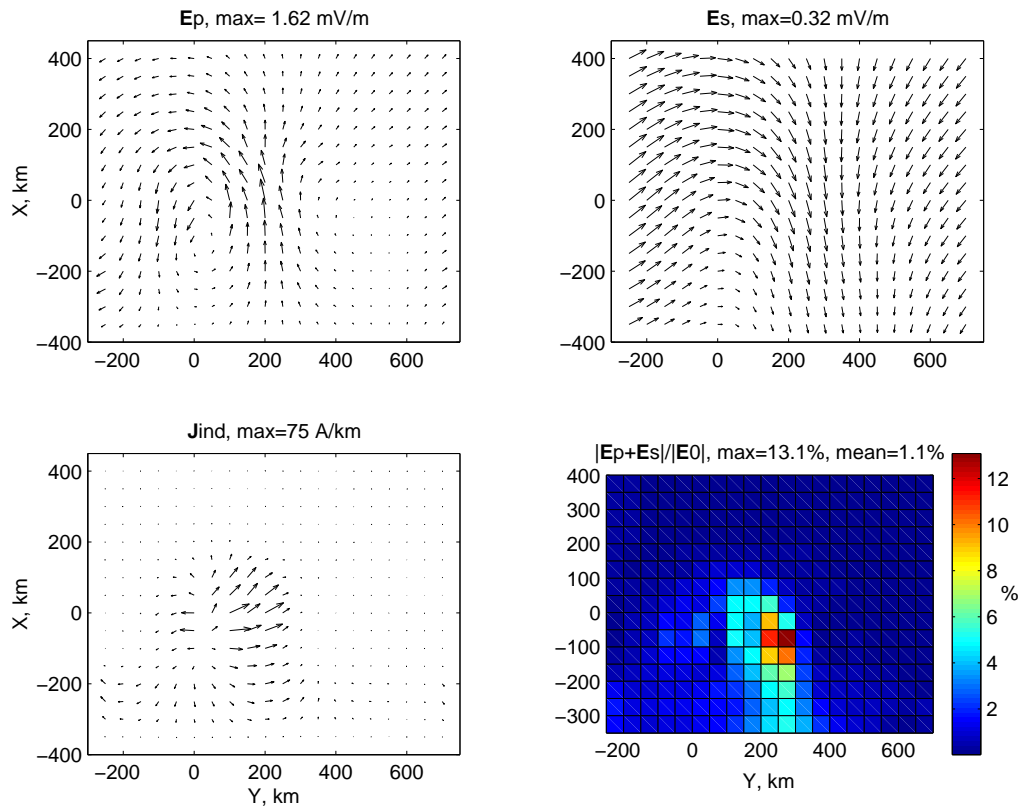 Ep, max= 1.62 mV/m
Es, max=0.32 mV/m
400
200
0
−200
−400
X, km
−200 0 200 400 600
400
200
0
−200
−400
−200 0 200 400 600
Jind, max=75 A/km
|Ep+Es|/|E0|, max=13.1%, mean=1.1%
400
200
0
−200
−400
X, km
−200 0 200 400 600
Y, km
400
300
200
100
0
−100
−200
−300
−200 0 200 400 600
Y, km
12
10
8
6
4
2
%